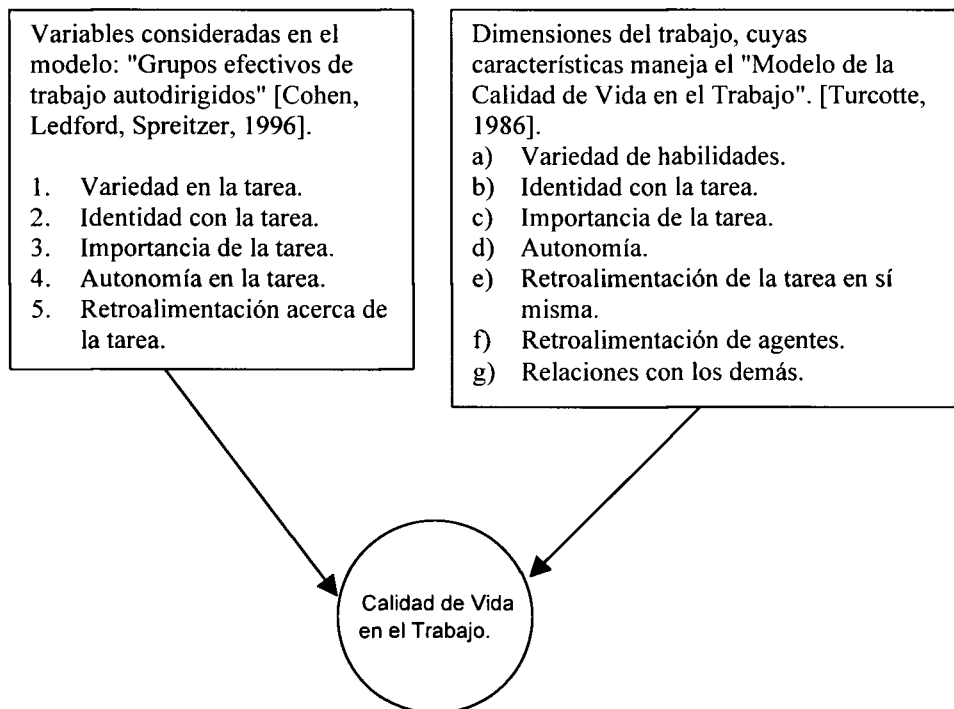 Variables consideradas en el
modelo: "Grupos efectivos de
trabajo autodirigidos" [Cohen,
Ledford, Spreitzer, 1996].
1. Variedad en la tarea.
2. Identidad con la tarea.
3. Importancia de la tarea.
4. Autonomía en la tarea.
5. Retroalimentación acerca de
la tarea.
Dimensiones del trabajo, cuyas
características maneja el "Modelo de la
Calidad de Vida en el Trabajo". [Turcotte,
1986].
a) Variedad de habilidades.
b) Identidad con la tarea.
c) Importancia de la tarea.
d) Autonomía.
e) Retroalimentación de la tarea en sí
misma.
f) Retroalimentación de agentes.
g) Relaciones con los demás.
Calidad de Vida
en el Trabajo.